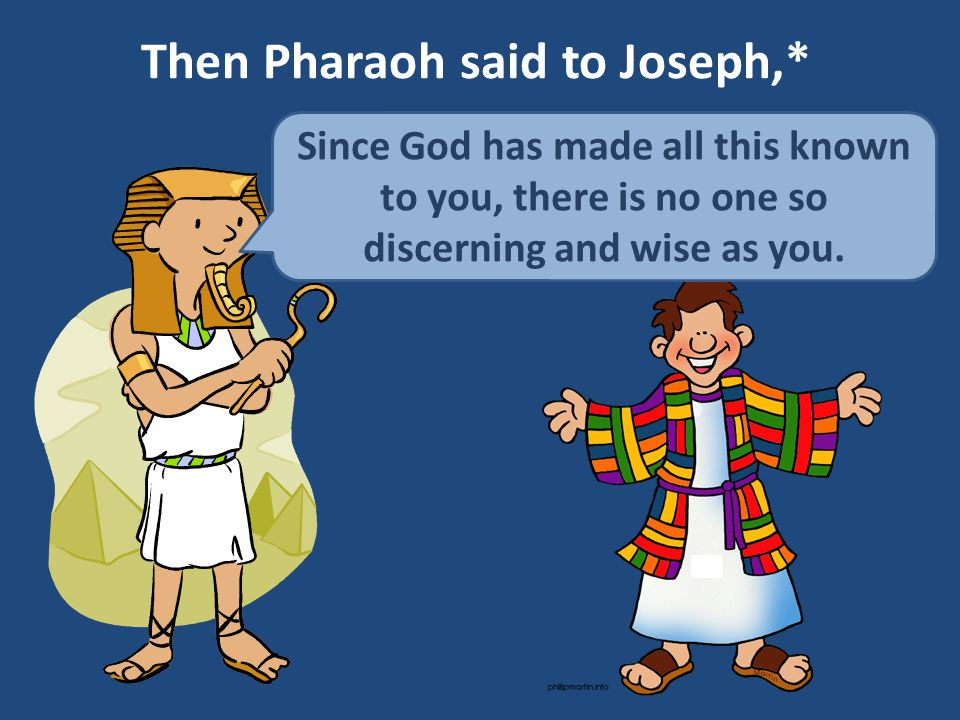 Then Pharaoh said to Joseph,*
Since God has made all this known
to you, there is no one so
discerning and wise as you.
phillipmartin.info
Martin